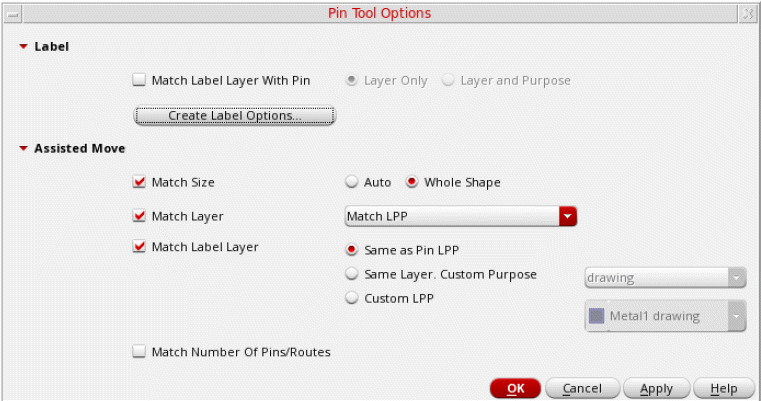 Pin Tool Options
Label
Match Label Layer With Pin Layer Only Layer and Purpose
Create Label Options...
Assisted Move
Match Size Auto Whole Shape
Match Layer Match LPP
Match Label Layer Same as Pin LPP
Same Layer. Custom Purpose drawing
Custom LPP Metal1 drawing
Match Number Of Pins/Routes
OK Cancel Apply Help